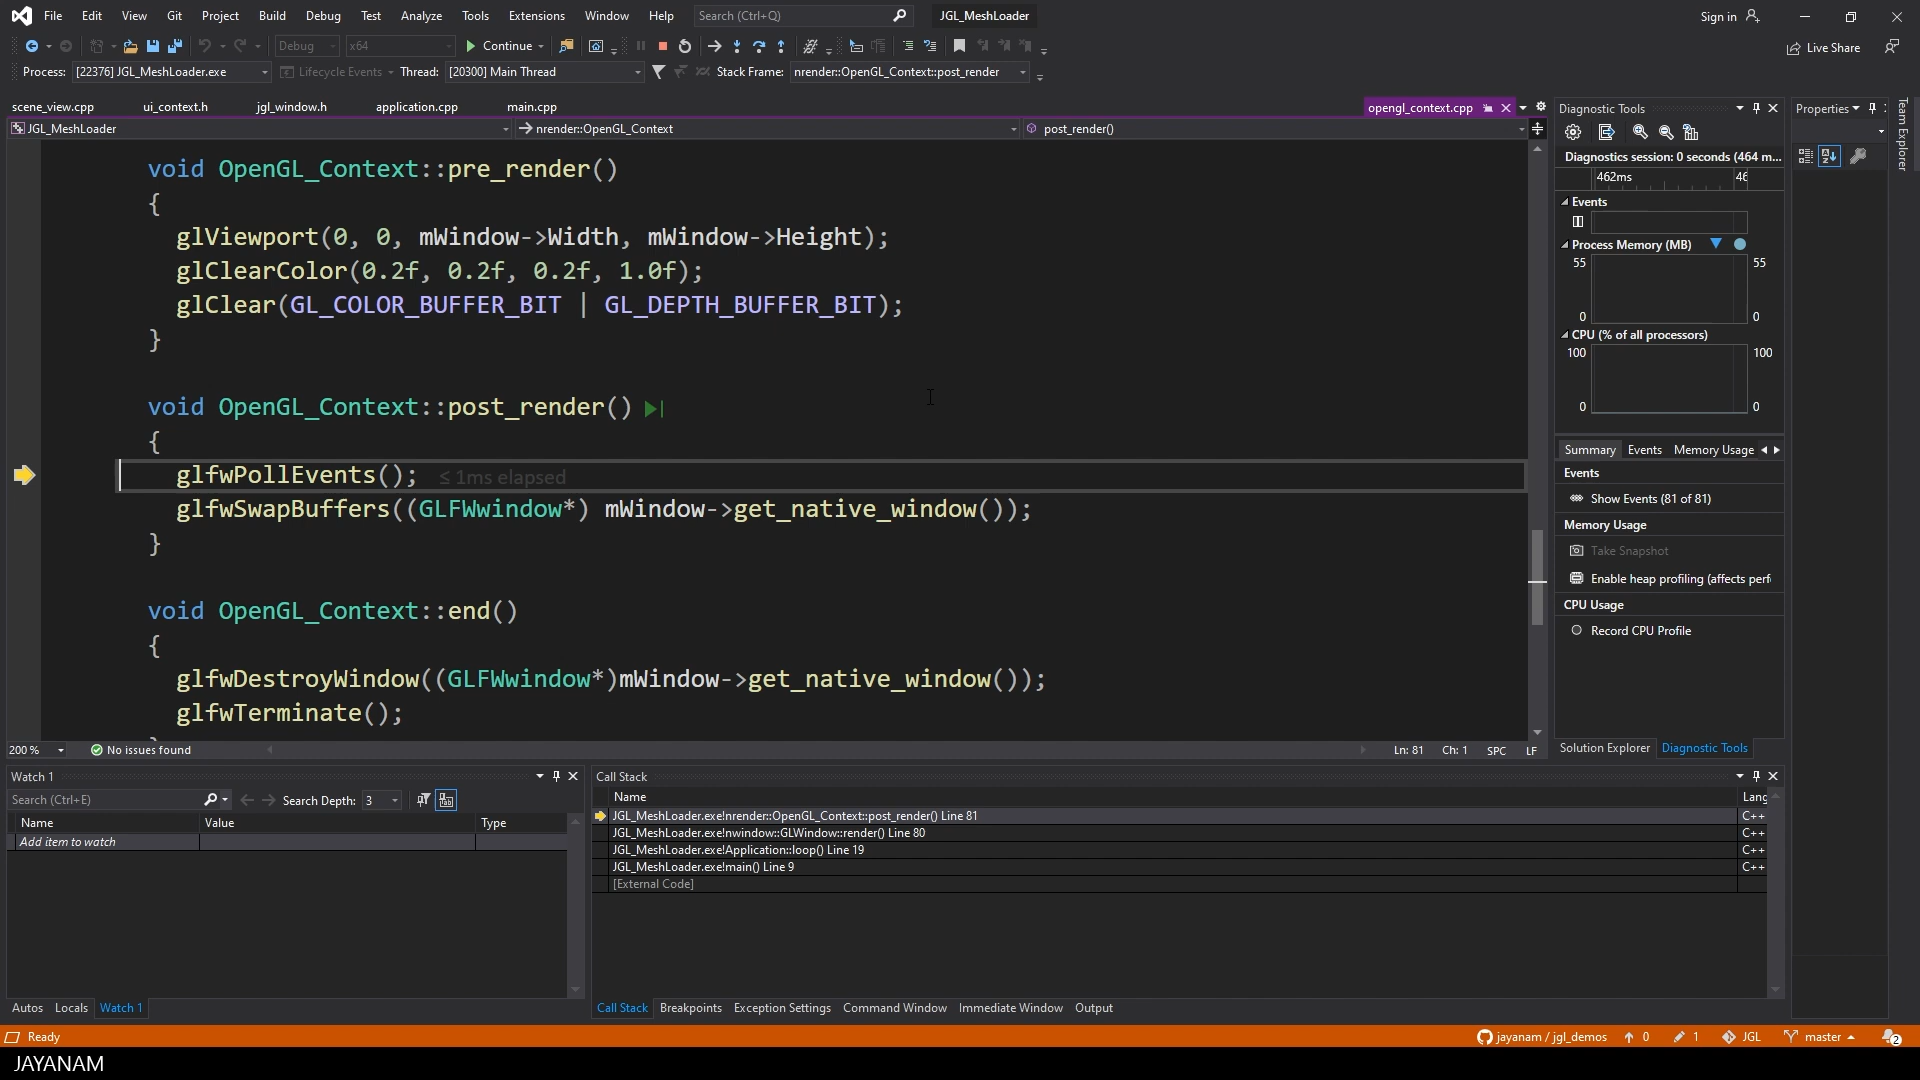 File Edit View Git Project Build Debug Test Analyze Tools Extensions Window Help Search (Ctrl+Q) JGL_MeshLoader Sign in
Debug x64 Continue Live Share
Process: [22376] JGL_MeshLoader.exe Lifecycle Events Thread: [20300] Main Thread Stack Frame: nrender::OpenGL_Context::post_render
scene_view.cpp ui_context.h jgl_window.h application.cpp main.cpp opengl_context.cpp
JGL_MeshLoader nrender::OpenGL_Context post_render()
void OpenGL_Context::pre_render()
{
glViewport(0, 0, mWindow->Width, mWindow->Height);
glClearColor(0.2f, 0.2f, 0.2f, 1.0f);
glClear(GL_COLOR_BUFFER_BIT | GL_DEPTH_BUFFER_BIT);
}
void OpenGL_Context::post_render()
{
glfwPollEvents(); ≤ 1ms elapsed
glfwSwapBuffers((GLFWwindow*) mWindow->get_native_window());
}
void OpenGL_Context::end()
{
glfwDestroyWindow((GLFWwindow*)mWindow->get_native_window());
glfwTerminate();
200 % No issues found Ln: 81 Ch: 1 SPC LF
Diagnostic Tools
Diagnostics session: 0 seconds (464 m...
462ms 46
Events
Process Memory (MB)
55 55
0 0
CPU (% of all processors)
100 100
0 0
Summary Events Memory Usage
Events
Show Events (81 of 81)
Memory Usage
Take Snapshot
Enable heap profiling (affects perf
CPU Usage
Record CPU Profile
Solution Explorer Diagnostic Tools
Properties
Team Explorer
Watch 1
Search (Ctrl+E) Search Depth: 3
Name Value Type
Add item to watch
Autos Locals Watch 1
Call Stack
Name Lang
JGL_MeshLoader.exe!nrender::OpenGL_Context::post_render() Line 81 C++
JGL_MeshLoader.exe!nwindow::GLWindow::render() Line 80 C++
JGL_MeshLoader.exe!Application::loop() Line 19 C++
JGL_MeshLoader.exe!main() Line 9 C++
[External Code]
Call Stack Breakpoints Exception Settings Command Window Immediate Window Output
Ready jayanam / jgl_demos 0 1 JGL master 2
JAYANAM